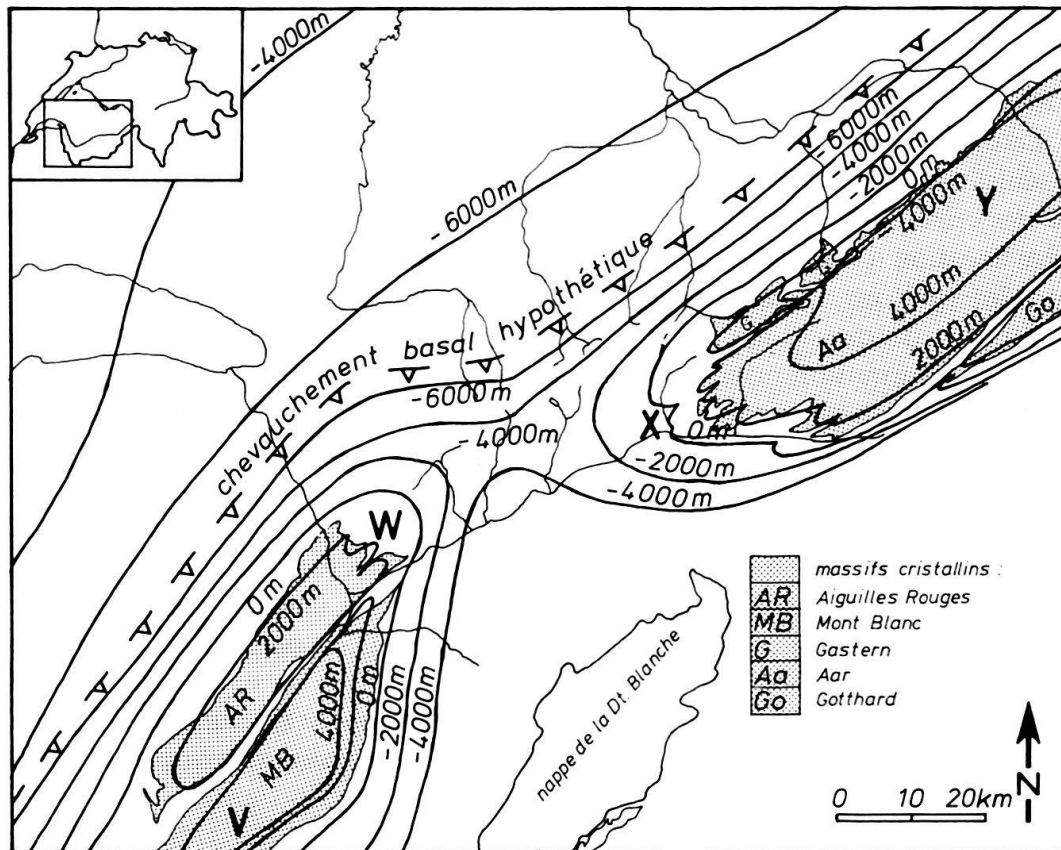 -4000m
-6000m
-6000m
-4000m
-2000m
0 m
-4000m
Y
chevauchement basal hypothétique
G
G
Aa
4000m
2000m
Go
-6000m
-4000m
X
0 m
-2000m
-4000m
W
0m
2000m
AR
MB
V
4000m
0m
-2000m
-4000m
nappe de la Dt. Blanche
massifs cristallins :
AR Aiguilles Rouges
MB Mont Blanc
G Gastern
Aa Aar
Go Gotthard
0 10 20km
N